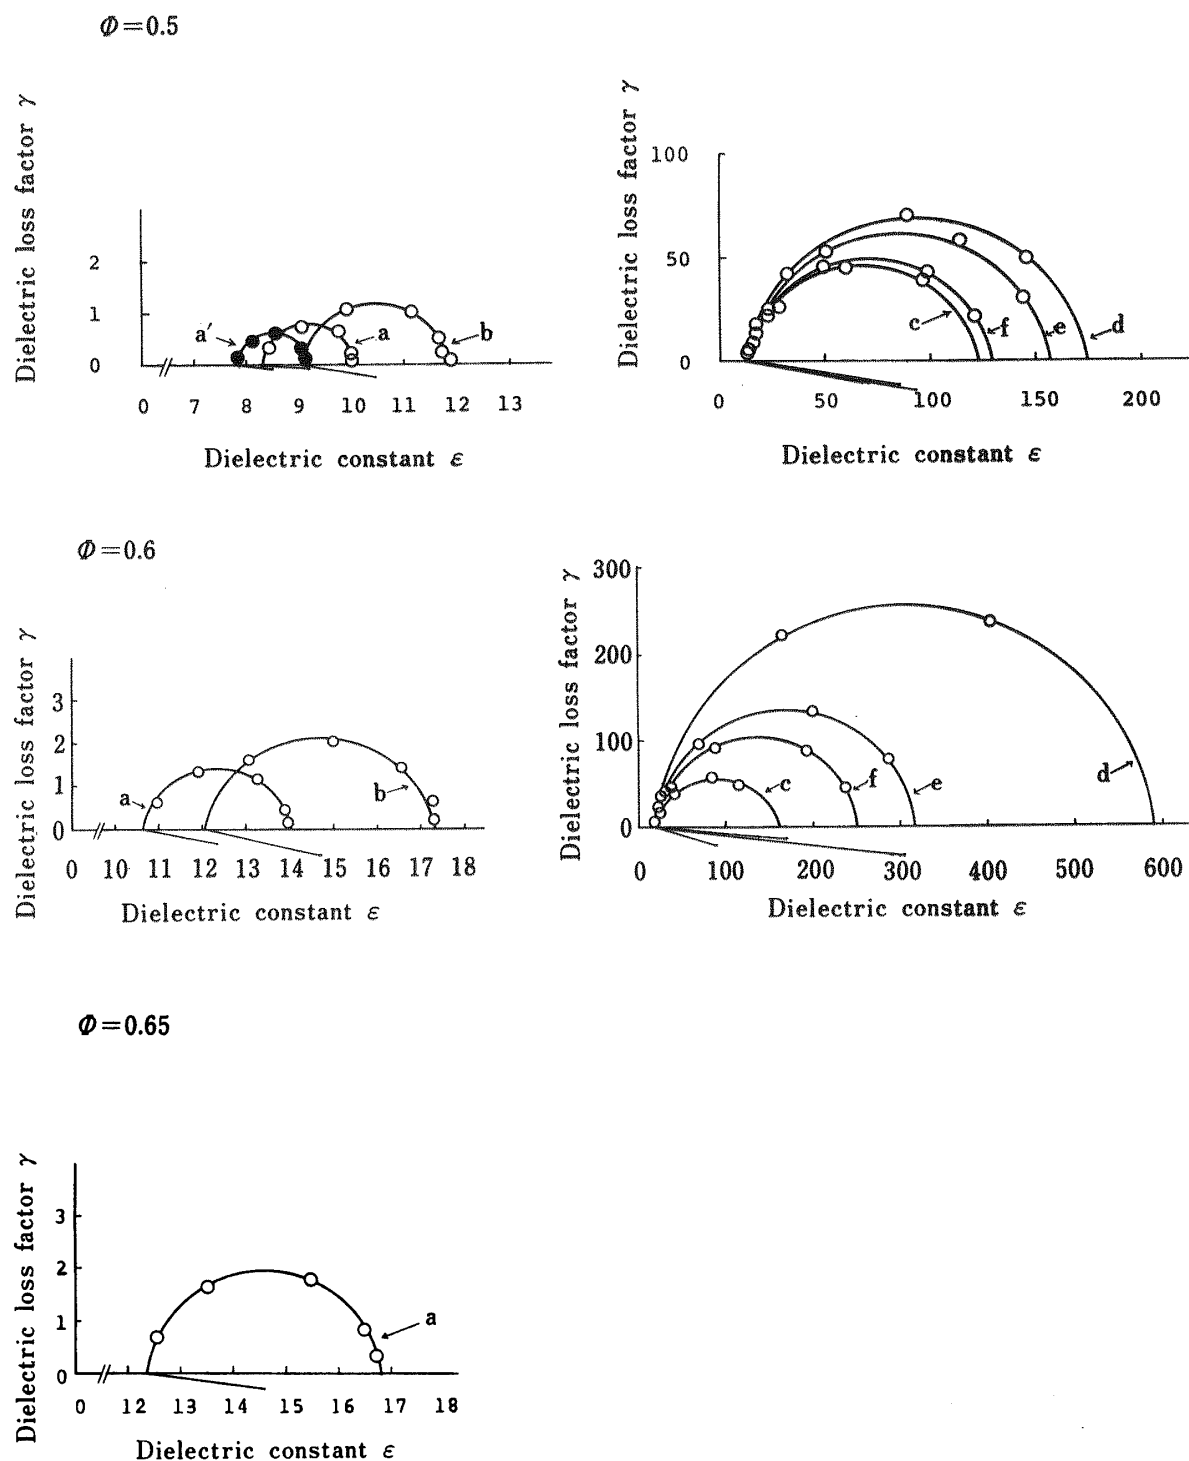 Φ=0.5
Dielectric loss factor γ
2
1
0
a′
a
b
0 7 8 9 10 11 12 13
Dielectric constant ε
Dielectric loss factor γ
100
50
0
c
f
e
d
0 50 100 150 200
Dielectric constant ε
Φ=0.6
Dielectric loss factor γ
3
2
1
0
a
b
0 10 11 12 13 14 15 16 17 18
Dielectric constant ε
Dielectric loss factor γ
300
200
100
0
c
f
e
d
0 100 200 300 400 500 600
Dielectric constant ε
Φ=0.65
Dielectric loss factor γ
3
2
1
0
a
0 12 13 14 15 16 17 18
Dielectric constant ε